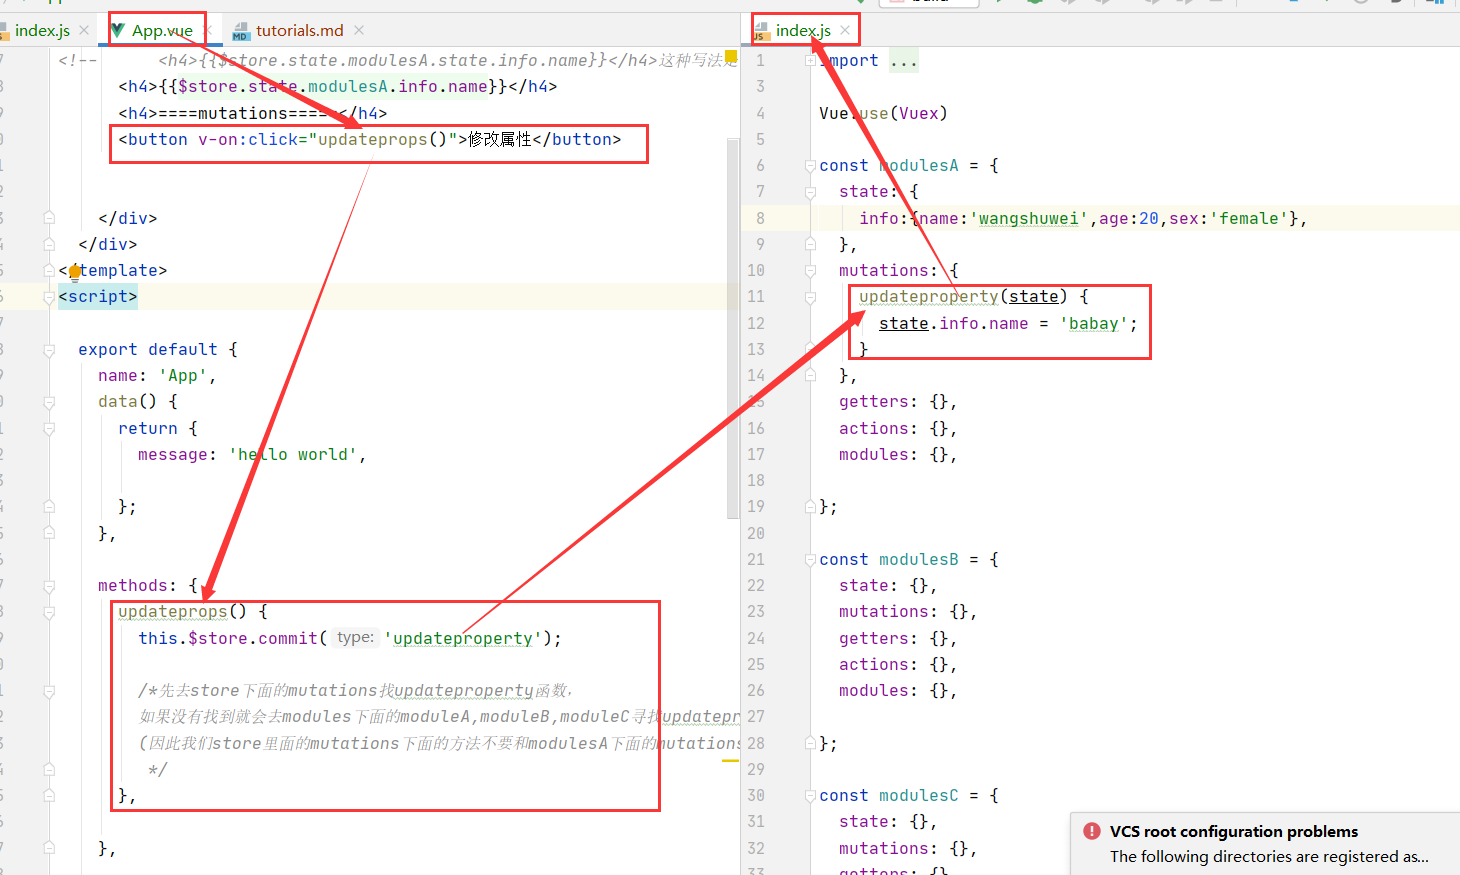 index.js
App.vue
tutorials.md
<!-- <h4>{{$store.state.modulesA.state.info.name}}</h4>这种写法是
<h4>{{$store.state.modulesA.info.name}}</h4>
<h4>====mutations=====</h4>
<button v-on:click="updateprops()">修改属性</button>
</div>
</div>
</template>
<script>
export default {
name: 'App',
data() {
return {
message: 'hello world',
};
},
methods: {
updateprops() {
this.$store.commit( type: 'updateproperty');
/*先去store下面的mutations找updateproperty函数,
如果没有找到就会去modules下面的moduleA,moduleB,moduleC寻找updatepr
(因此我们store里面的mutations下面的方法不要和modulesA下面的mutations
*/
},
},
index.js
1 import ...
3
4 Vue.use(Vuex)
5
6 const modulesA = {
7 state: {
8 info:{name:'wangshuwei',age:20,sex:'female'},
9 },
10 mutations: {
11 updateproperty(state) {
12 state.info.name = 'babay';
13 }
14 },
15 getters: {},
16 actions: {},
17 modules: {},
18
19 };
20
21 const modulesB = {
22 state: {},
23 mutations: {},
24 getters: {},
25 actions: {},
26 modules: {},
27
28 };
29
30 const modulesC = {
31 state: {},
32 mutations: {},
33 getters: {},
VCS root configuration problems
The following directories are registered as...